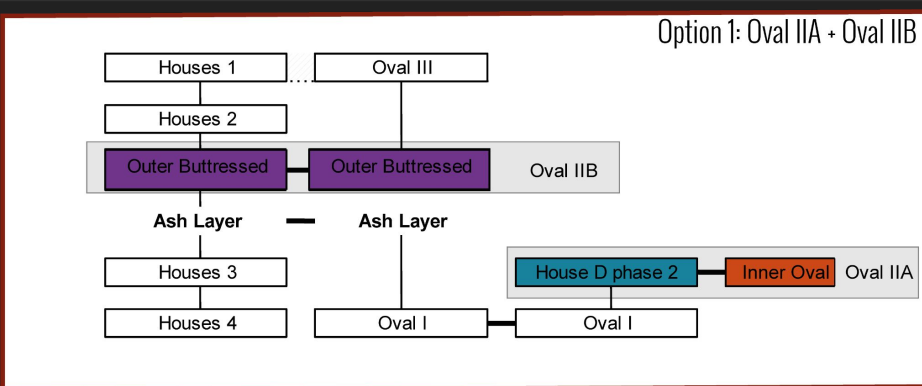 Option 1: Oval IIA + Oval IIB
Houses 1
Oval III
Houses 2
Outer Buttressed
Outer Buttressed
Oval IIB
Ash Layer
Ash Layer
Houses 3
House D phase 2
Inner Oval
Oval IIA
Houses 4
Oval I
Oval I